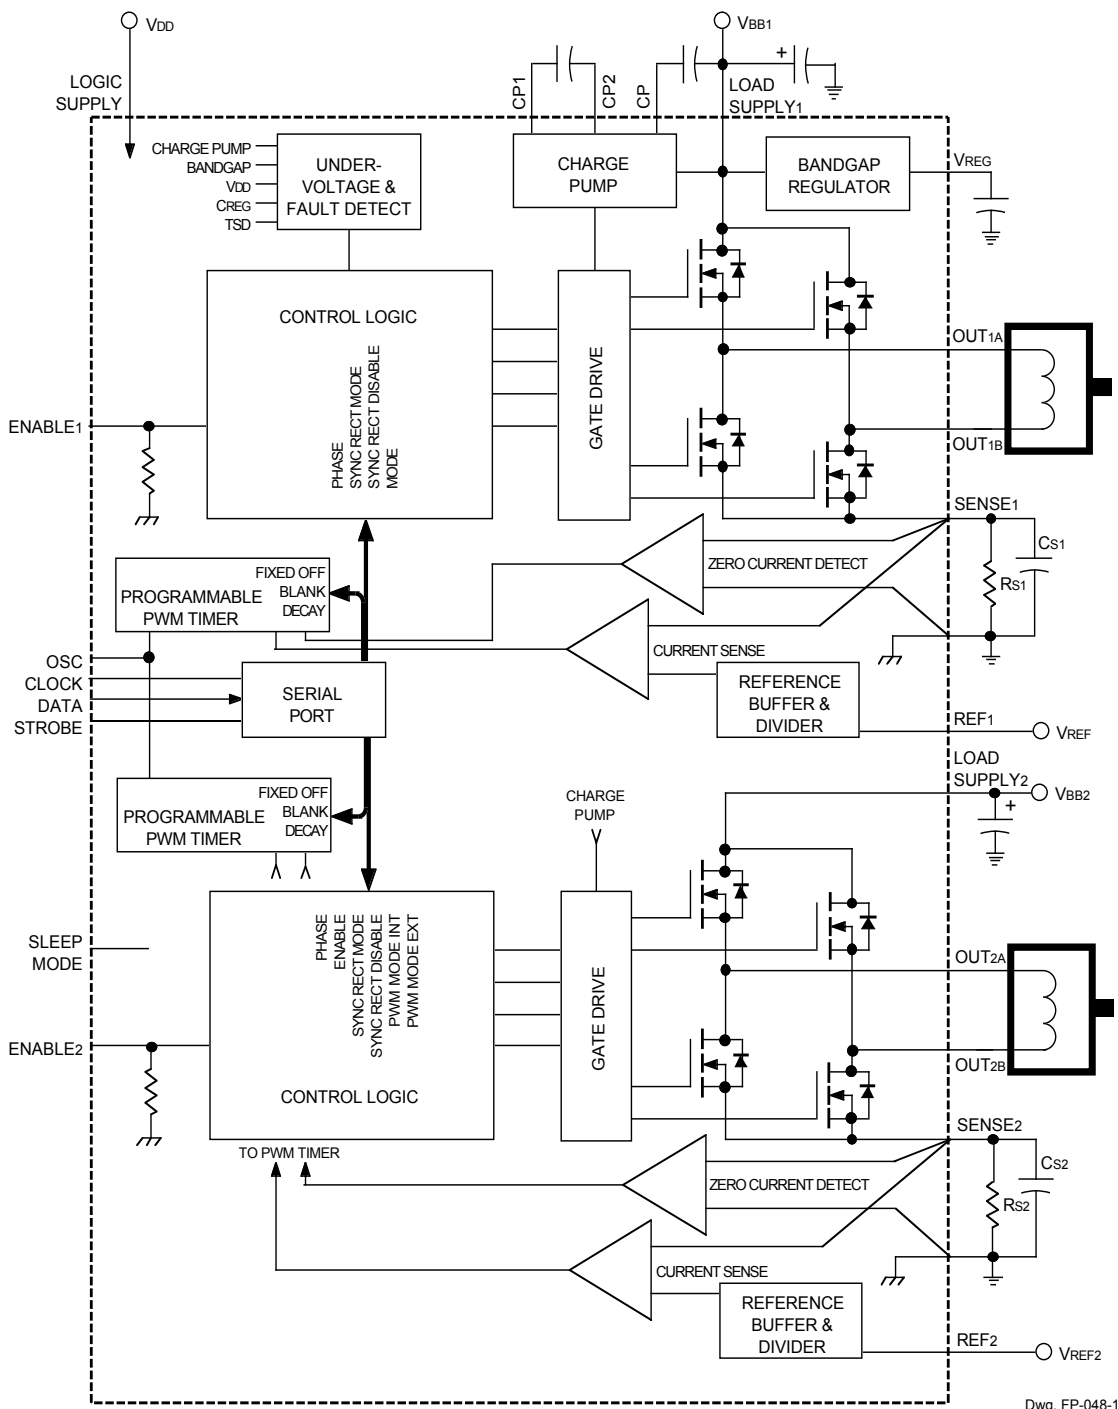 VDD
LOGIC
SUPPLY
CP1
CP2
CP
VBB1
+
LOAD
SUPPLY1
CHARGE PUMP
BANDGAP
VDD
CREG
TSD
UNDER-
VOLTAGE &
FAULT DETECT
CHARGE
PUMP
BANDGAP
REGULATOR
VREG
CONTROL LOGIC
PHASE
SYNC RECT MODE
SYNC RECT DISABLE
MODE
GATE DRIVE
OUT1A
OUT1B
ENABLE1
SENSE1
CS1
RS1
ZERO CURRENT DETECT
PROGRAMMABLE
PWM TIMER
FIXED OFF
BLANK
DECAY
CURRENT SENSE
OSC
CLOCK
DATA
STROBE
SERIAL
PORT
REFERENCE
BUFFER &
DIVIDER
REF1
VREF
LOAD
SUPPLY2
VBB2
+
FIXED OFF
BLANK
DECAY
PROGRAMMABLE
PWM TIMER
CHARGE
PUMP
PHASE
ENABLE
SYNC RECT MODE
SYNC RECT DISABLE
PWM MODE INT
PWM MODE EXT
CONTROL LOGIC
GATE DRIVE
SLEEP
MODE
ENABLE2
OUT2A
OUT2B
TO PWM TIMER
SENSE2
CS2
RS2
ZERO CURRENT DETECT
CURRENT SENSE
REFERENCE
BUFFER &
DIVIDER
REF2
VREF2
Dwg. FP-048-1